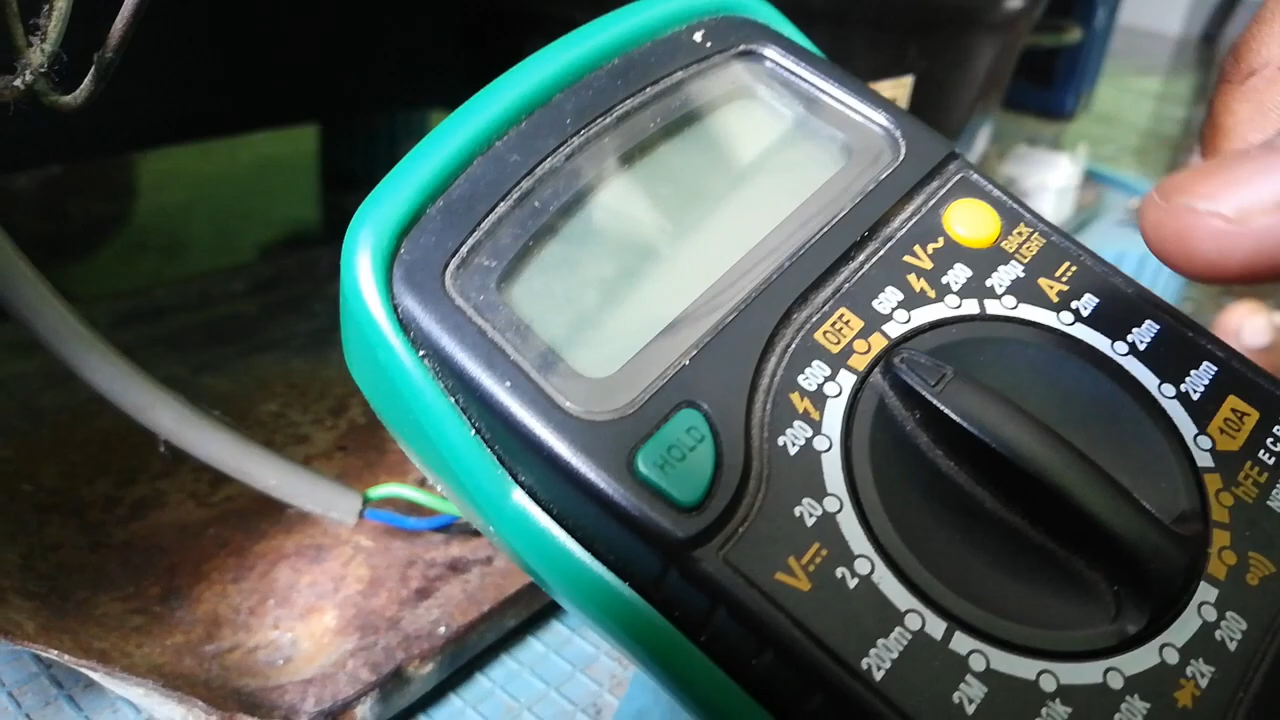 HOLD
BACK
LIGHT
OFF
V~
600
200
200µ
A⎓
2m
20m
200m
10A
hFE
E C B
600
200
20
2
V⎓
200m
2M
2k
200